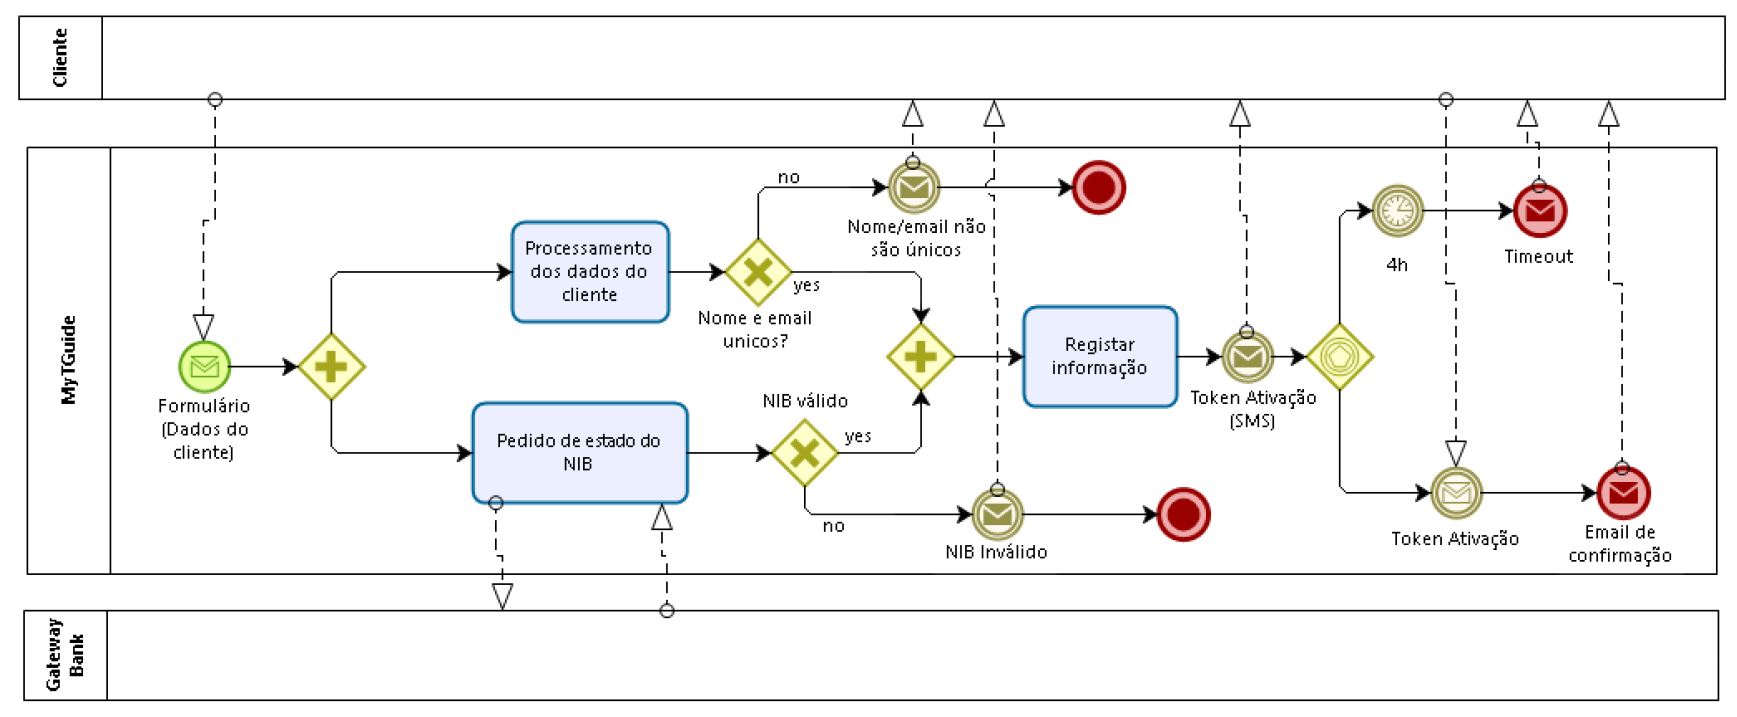 Cliente
MyTGuide
Gateway
Bank
Formulário
(Dados do
cliente)
Processamento
dos dados do
cliente
Nome e email
unicos?
no
yes
Nome/email não
são únicos
Pedido de estado do
NIB
NIB válido
yes
no
NIB Inválido
Registar
informação
Token Ativação
(SMS)
4h
Timeout
Token Ativação
Email de
confirmação